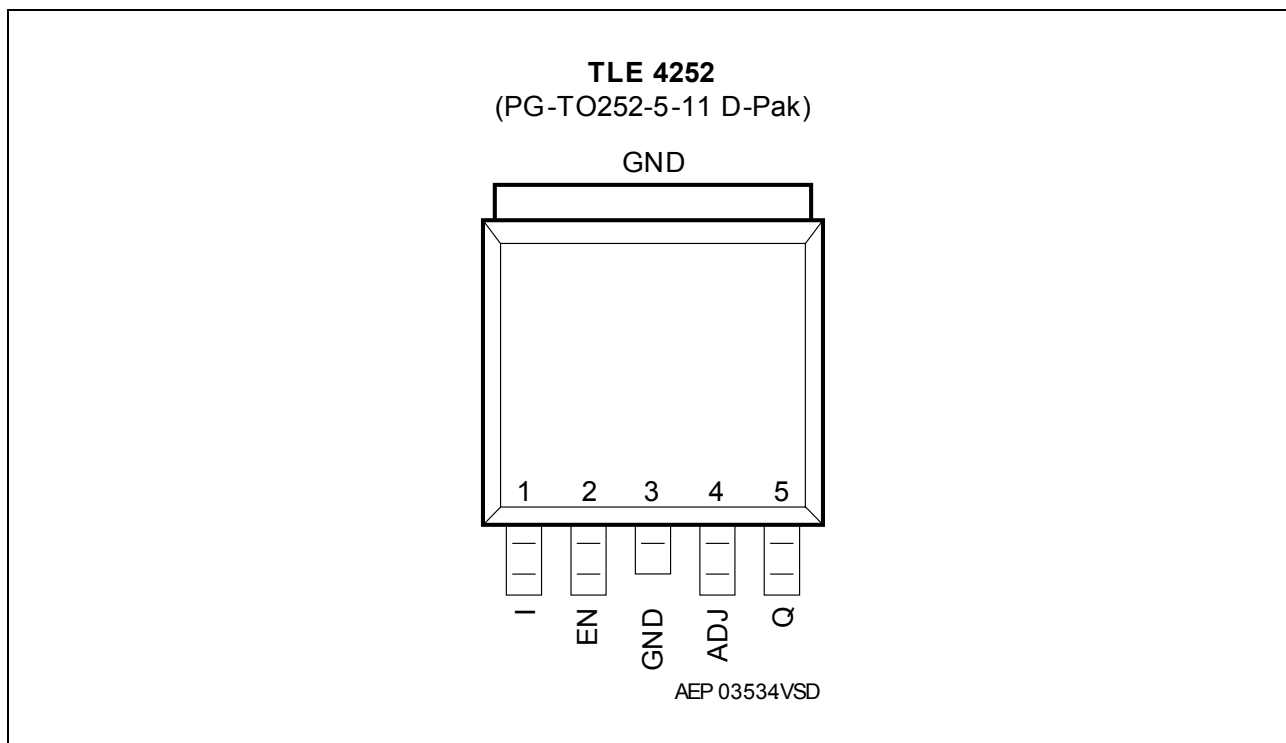 TLE 4252
(PG-TO252-5-11 D-Pak)
GND
1 2 3 4 5
I EN GND ADJ Q
AEP 03534VSD